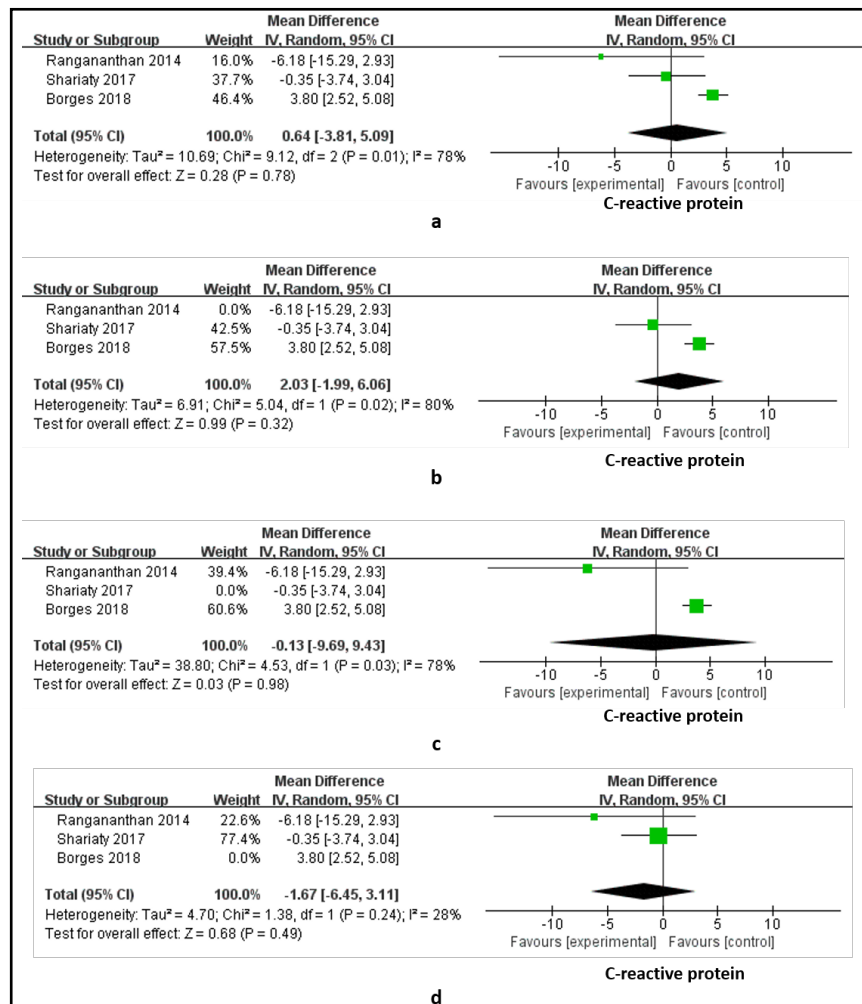 Mean Difference Mean Difference
Study or Subgroup Weight IV, Random, 95% CI IV, Random, 95% CI
Rangananthan 2014 16.0% -6.18 [-15.29, 2.93]
Shariaty 2017 37.7% -0.35 [-3.74, 3.04]
Borges 2018 46.4% 3.80 [2.52, 5.08]
Total (95% CI) 100.0% 0.64 [-3.81, 5.09]
Heterogeneity: Tau² = 10.69; Chi² = 9.12, df = 2 (P = 0.01); I² = 78%
Test for overall effect: Z = 0.28 (P = 0.78)
-10 -5 0 5 10
Favours [experimental] Favours [control]
C-reactive protein
a
Mean Difference Mean Difference
Study or Subgroup Weight IV, Random, 95% CI IV, Random, 95% CI
Rangananthan 2014 0.0% -6.18 [-15.29, 2.93]
Shariaty 2017 42.5% -0.35 [-3.74, 3.04]
Borges 2018 57.5% 3.80 [2.52, 5.08]
Total (95% CI) 100.0% 2.03 [-1.99, 6.06]
Heterogeneity: Tau² = 6.91; Chi² = 5.04, df = 1 (P = 0.02); I² = 80%
Test for overall effect: Z = 0.99 (P = 0.32)
-10 -5 0 5 10
Favours [experimental] Favours [control]
C-reactive protein
b
Mean Difference Mean Difference
Study or Subgroup Weight IV, Random, 95% CI IV, Random, 95% CI
Rangananthan 2014 39.4% -6.18 [-15.29, 2.93]
Shariaty 2017 0.0% -0.35 [-3.74, 3.04]
Borges 2018 60.6% 3.80 [2.52, 5.08]
Total (95% CI) 100.0% -0.13 [-9.69, 9.43]
Heterogeneity: Tau² = 38.80; Chi² = 4.53, df = 1 (P = 0.03); I² = 78%
Test for overall effect: Z = 0.03 (P = 0.98)
-10 -5 0 5 10
Favours [experimental] Favours [control]
C-reactive protein
c
Mean Difference Mean Difference
Study or Subgroup Weight IV, Random, 95% CI IV, Random, 95% CI
Rangananthan 2014 22.6% -6.18 [-15.29, 2.93]
Shariaty 2017 77.4% -0.35 [-3.74, 3.04]
Borges 2018 0.0% 3.80 [2.52, 5.08]
Total (95% CI) 100.0% -1.67 [-6.45, 3.11]
Heterogeneity: Tau² = 4.70; Chi² = 1.38, df = 1 (P = 0.24); I² = 28%
Test for overall effect: Z = 0.68 (P = 0.49)
-10 -5 0 5 10
Favours [experimental] Favours [control]
C-reactive protein
d